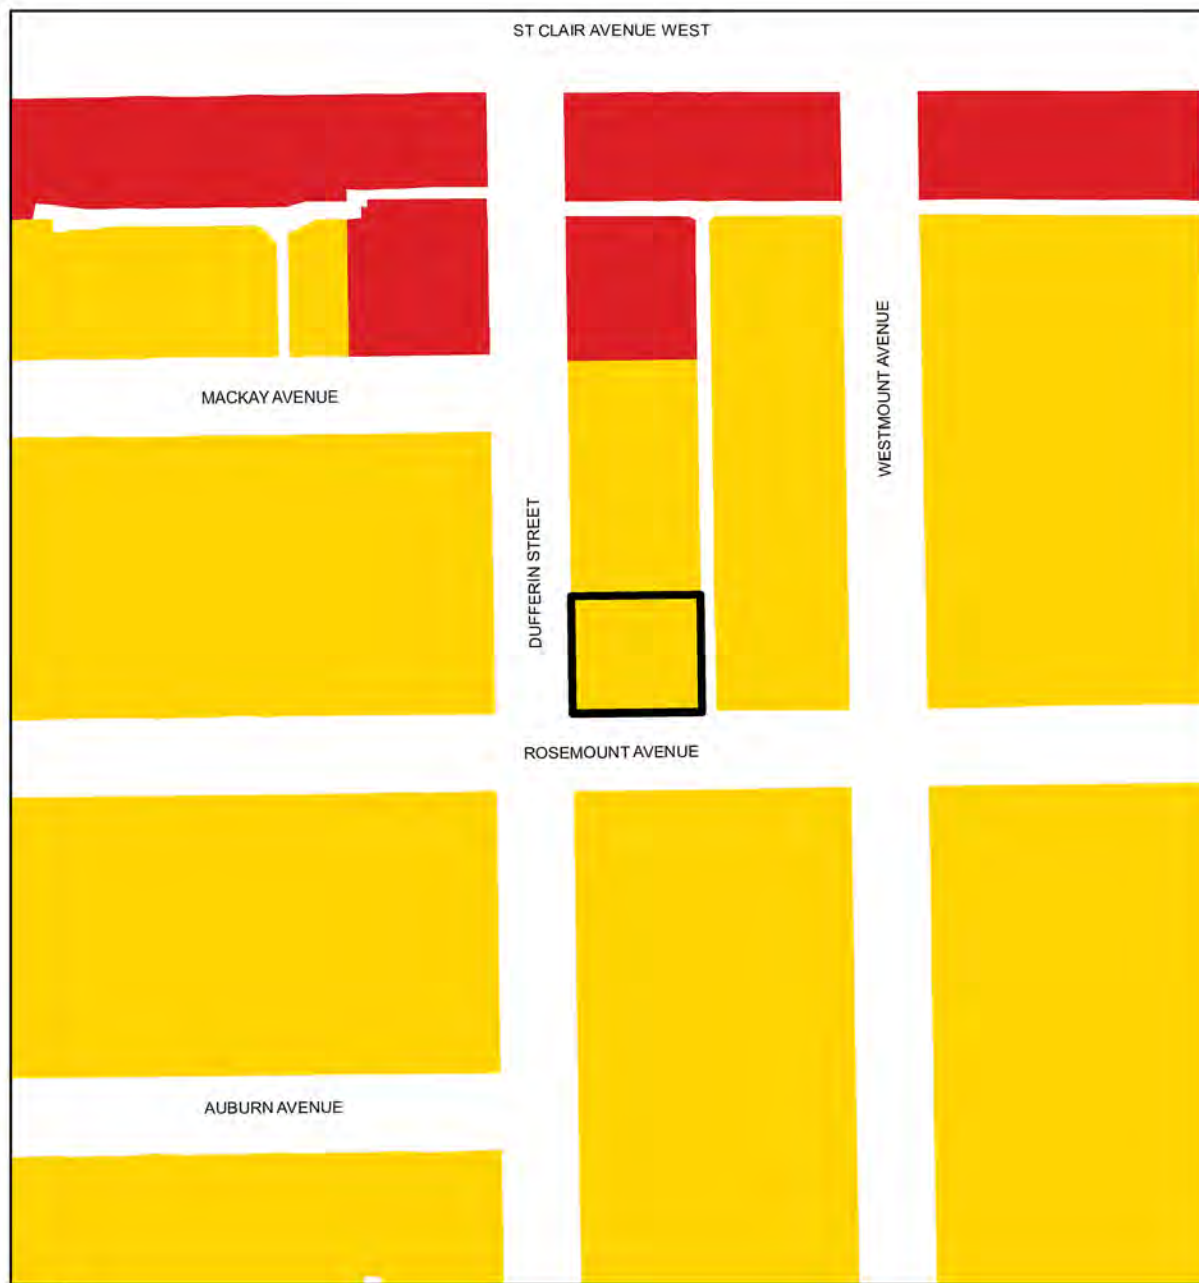 ST CLAIR AVENUE WEST
MACKAY AVENUE
WESTMOUNT AVENUE
DUFFERIN STREET
ROSEMOUNT AVENUE
AUBURN AVENUE